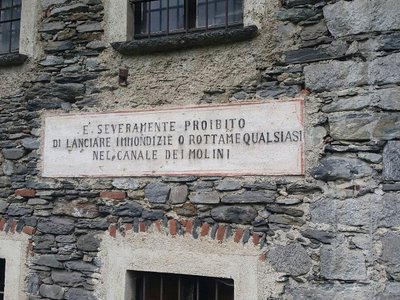 E' SEVERAMENTE PROIBITO
DI LANCIARE IMMONDIZIE O ROTTAME QUALSIASI
NEL CANALE DEI MOLINI